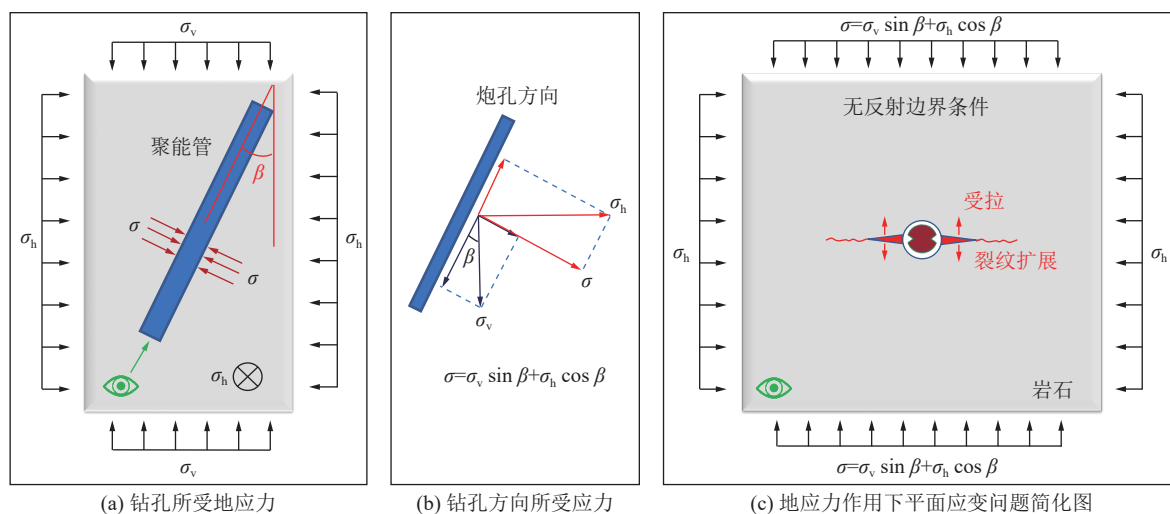 σv
聚能管
β
σh
σ
σ
σh
σh
σv
(a) 钻孔所受地应力
炮孔方向
σh
β
σ
σv
σ=σv sin β+σh cos β
(b) 钻孔方向所受应力
σ=σv sin β+σh cos β
无反射边界条件
受拉
σh
σh
裂纹扩展
岩石
σ=σv sin β+σh cos β
(c) 地应力作用下平面应变问题简化图